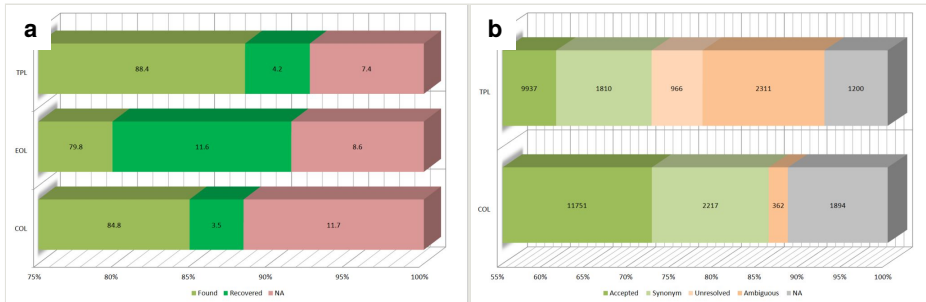 a
TPL
88.4 4.2 7.4
EOL
79.8 11.6 8.6
COL
84.8 3.5 11.7
75% 80% 85% 90% 95% 100%
Found Recovered NA
b
TPL
9937 1810 966 2311 1200
COL
11751 2217 362 1894
55% 60% 65% 70% 75% 80% 85% 90% 95% 100%
Accepted Synonym Unresolved Ambiguous NA